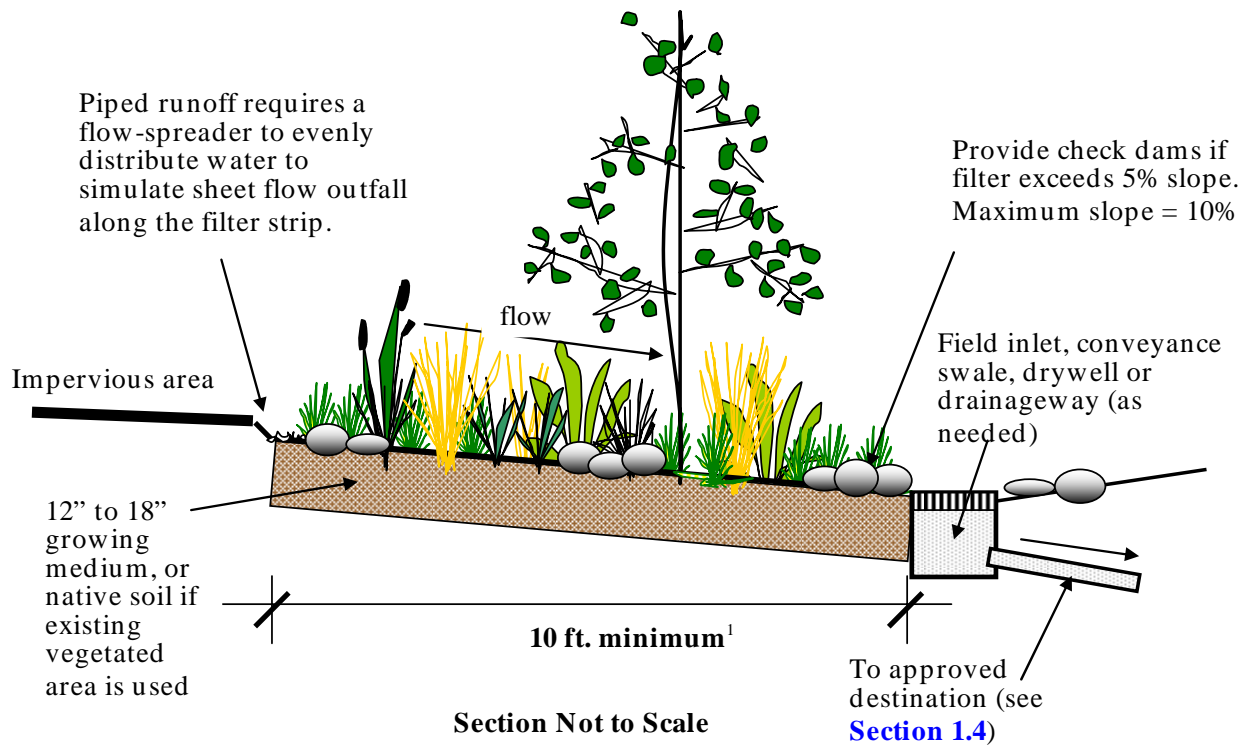 Piped runoff requires a
flow-spreader to evenly
distribute water to
simulate sheet flow outfall
along the filter strip.
Provide check dams if
filter exceeds 5% slope.
Maximum slope = 10%
flow
Impervious area
Field inlet, conveyance
swale, drywell or
drainageway (as
needed)
12” to 18”
growing
medium, or
native soil if
existing
vegetated
area is used
10 ft. minimum¹
To approved
destination (see
Section 1.4)
Section Not to Scale